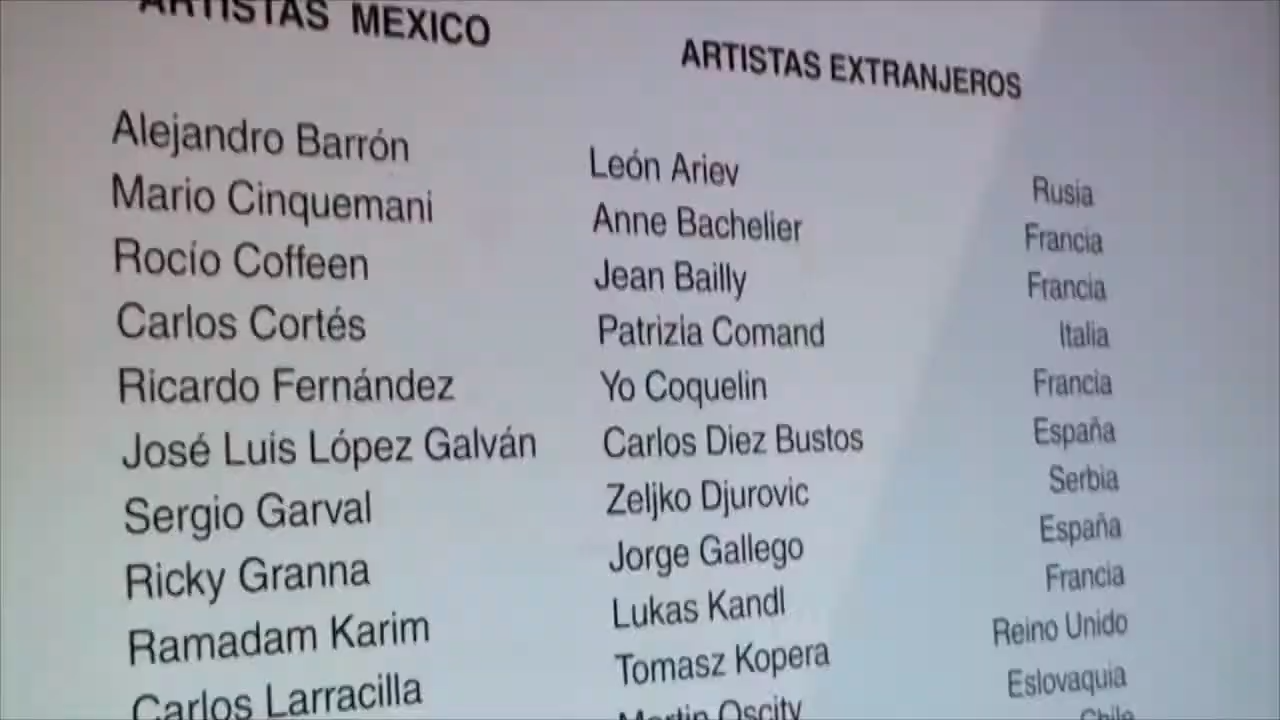 ARTISTAS MEXICO
Alejandro Barrón
Mario Cinquemani
Rocío Coffeen
Carlos Cortés
Ricardo Fernández
José Luis López Galván
Sergio Garval
Ricky Granna
Ramadam Karim
Carlos Larracilla
ARTISTAS EXTRANJEROS
León Ariev Rusia
Anne Bachelier Francia
Jean Bailly Francia
Patrizia Comand Italia
Yo Coquelin Francia
Carlos Diez Bustos España
Zeljko Djurovic Serbia
Jorge Gallego España
Lukas Kandl Francia
Tomasz Kopera Reino Unido
Martin Oscity Eslovaquia
Chile